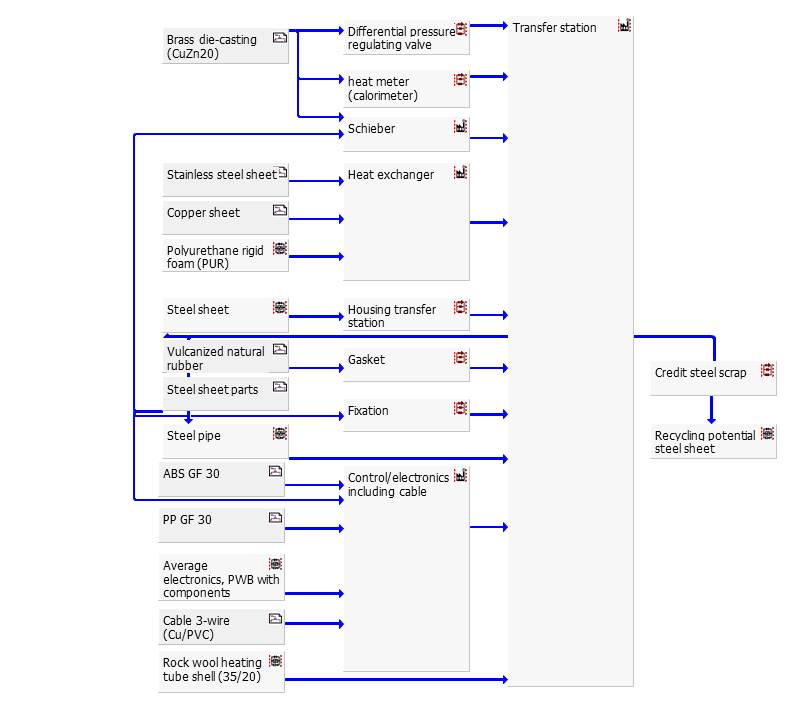 Brass die-casting
(CuZn20)
Differential pressure
regulating valve
Transfer station
heat meter
(calorimeter)
Schieber
Stainless steel sheet
Heat exchanger
Copper sheet
Polyurethane rigid
foam (PUR)
Steel sheet
Housing transfer
station
Vulcanized natural
rubber
Gasket
Credit steel scrap
Steel sheet parts
Fixation
Steel pipe
Recycling potential
steel sheet
ABS GF 30
Control/electronics
including cable
PP GF 30
Average
electronics, PWB with
components
Cable 3-wire
(Cu/PVC)
Rock wool heating
tube shell (35/20)